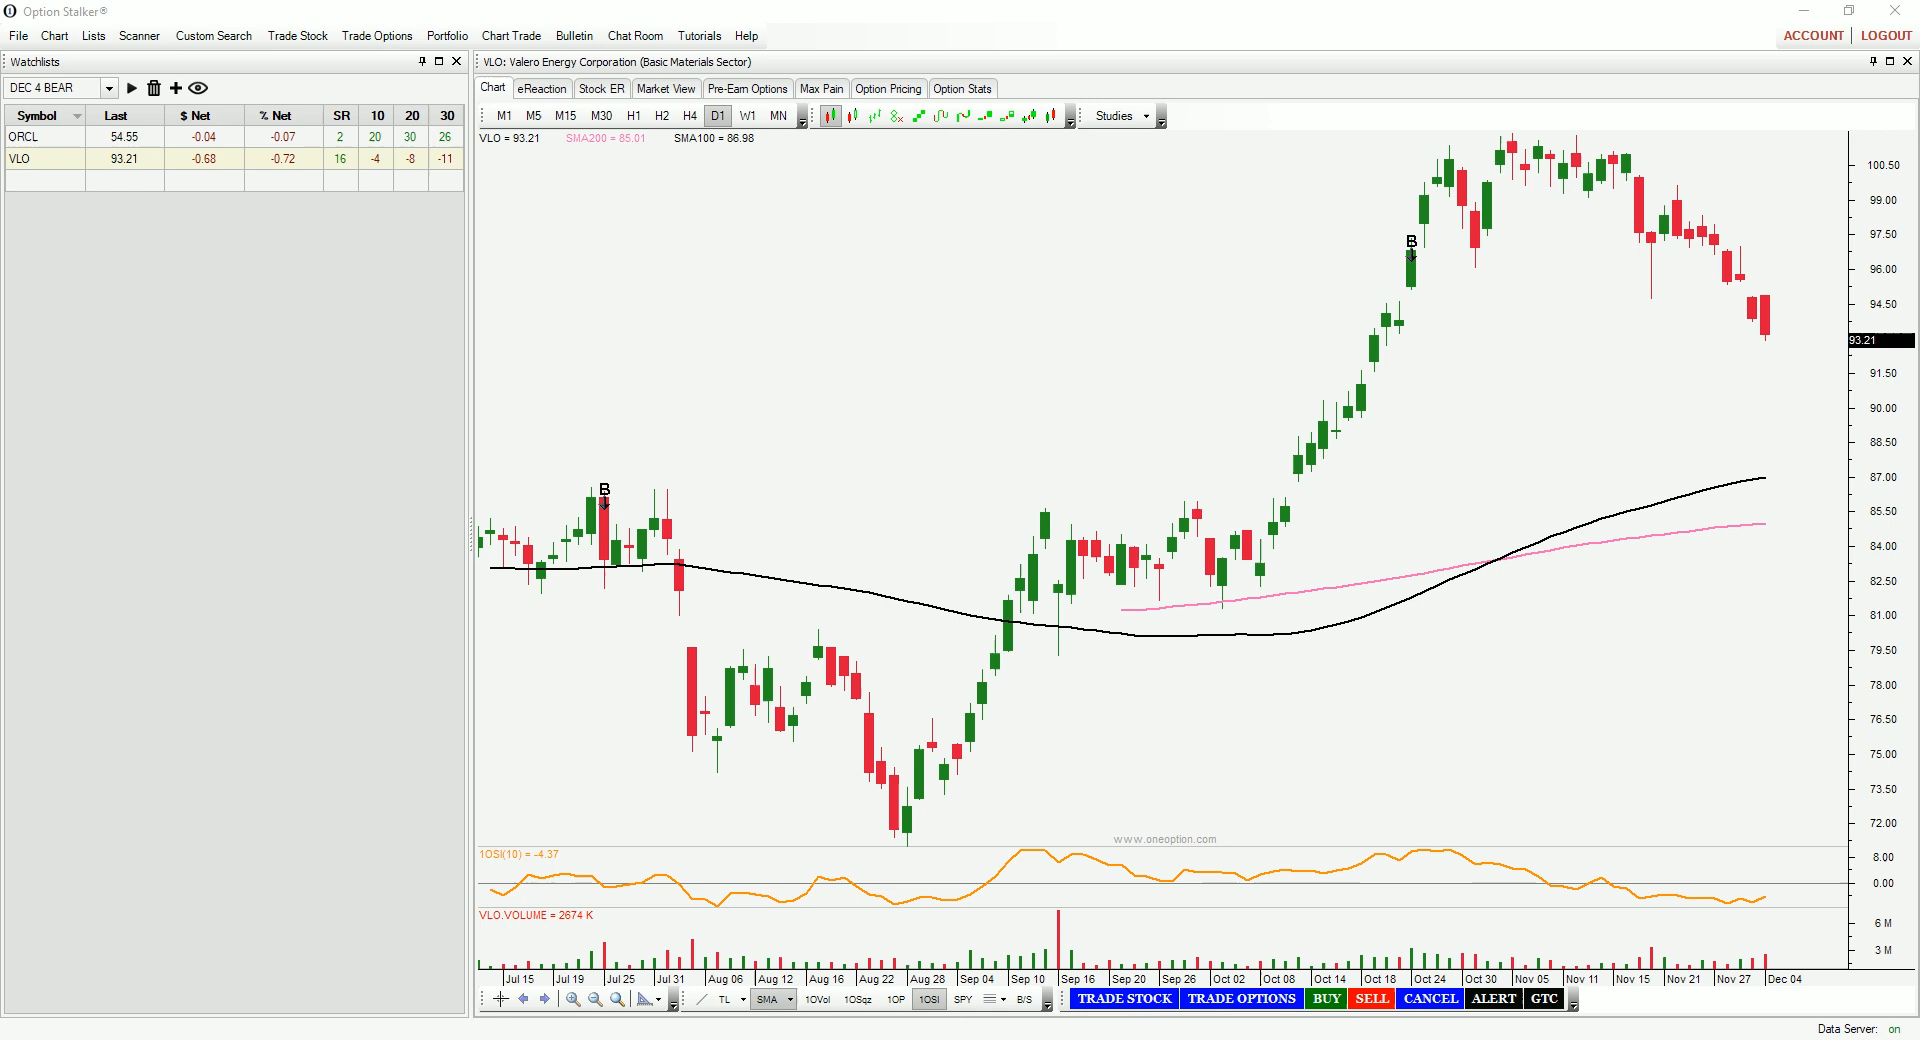 Option Stalker®
File Chart Lists Scanner Custom Search Trade Stock Trade Options Portfolio Chart Trade Bulletin Chat Room Tutorials Help ACCOUNT LOGOUT
Watchlists
VLO: Valero Energy Corporation (Basic Materials Sector)
DEC 4 BEAR
Chart eReaction Stock ER Market View Pre-Earn Options Max Pain Option Pricing Option Stats
Symbol Last $ Net % Net SR 10 20 30
M1 M5 M15 M30 H1 H2 H4 D1 W1 MN Studies
ORCL 54.55 -0.04 -0.07 2 20 30 26
VLO = 93.21 SMA200 = 85.01 SMA100 = 86.98
VLO 93.21 -0.68 -0.72 16 -4 -8 -11
100.50
99.00
97.50
B
96.00
94.50
93.21
91.50
90.00
88.50
87.00
B
85.50
84.00
82.50
81.00
79.50
78.00
76.50
75.00
73.50
72.00
www.oneoption.com
1OSI(10) = -4.37
8.00
0.00
VLO.VOLUME = 2674 K
6 M
3 M
Jul 15 Jul 19 Jul 25 Jul 31 Aug 06 Aug 12 Aug 16 Aug 22 Aug 28 Sep 04 Sep 10 Sep 16 Sep 20 Sep 26 Oct 02 Oct 08 Oct 14 Oct 18 Oct 24 Oct 30 Nov 05 Nov 11 Nov 15 Nov 21 Nov 27 Dec 04
TL SMA 1OVol 1OSqz 1OP 1OSI SPY B/S TRADE STOCK TRADE OPTIONS BUY SELL CANCEL ALERT GTC
Data Server: on